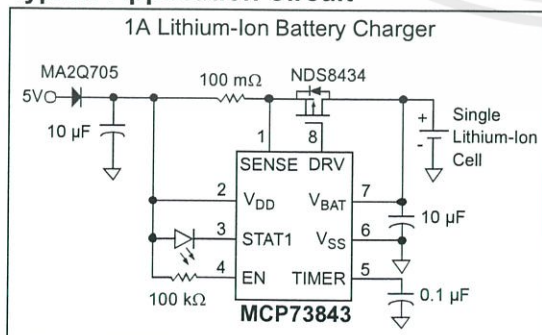 1A Lithium-Ion Battery Charger
MA2Q705
100 mΩ
NDS8434
5V
10 µF
+
-
Single
Lithium-Ion
Cell
1
8
SENSE DRV
2
VDD
VBAT
7
10 µF
3
STAT1
VSS
6
4
EN
TIMER
5
100 kΩ
0.1 µF
MCP73843